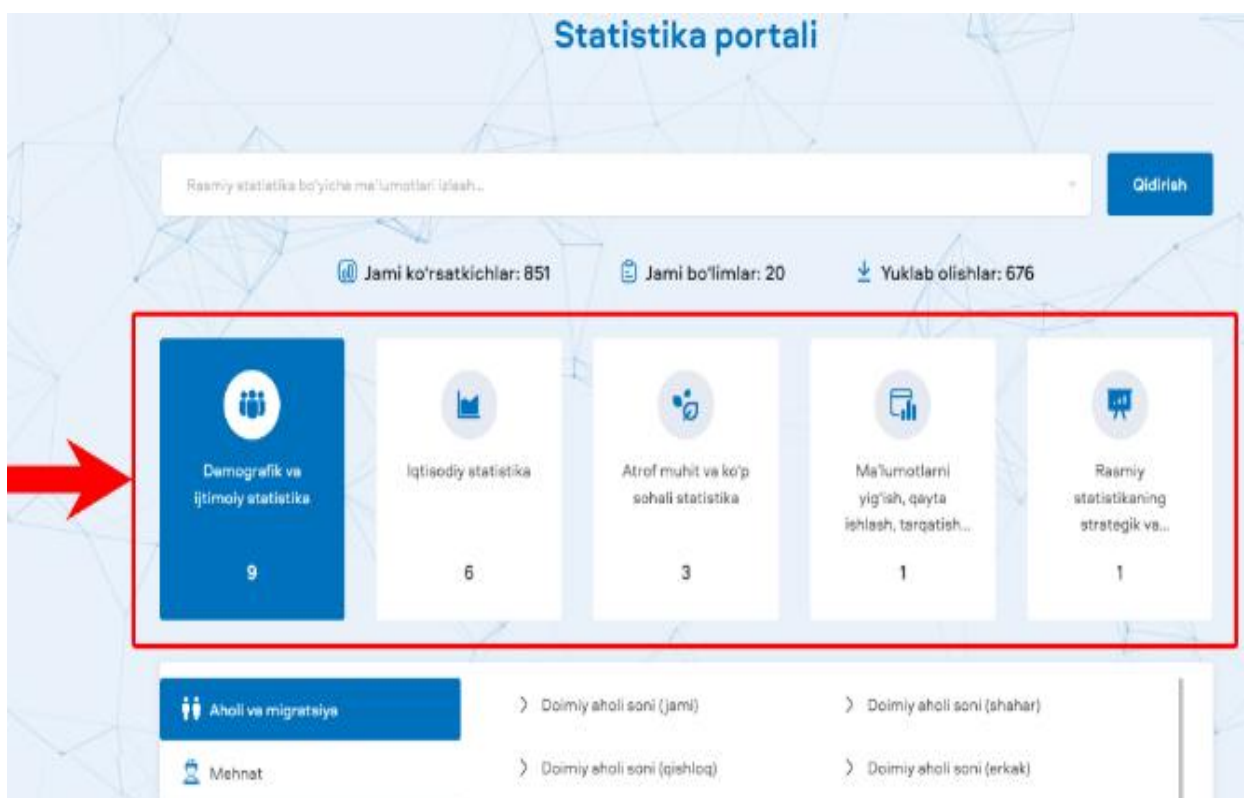 Statistika portali
Rasmiy statistika bo'yicha ma'lumotlari izlash...
Qidirish
Jami ko'rsatkichlar: 851
Jami bo'limlar: 20
Yuklab olishlar: 676
Demografik va
ijtimoiy statistika
9
Iqtisodiy statistika
6
Atrof muhit va ko'p
sohali statistika
3
Ma'lumotlarni
yig'ish, qayta
ishlash, tarqatish...
1
Rasmiy
statistikaning
strategik va...
1
Aholi va migratsiya
Mehnat
Doimiy aholi soni (jami)
Doimiy aholi soni (shahar)
Doimiy aholi soni (qishloq)
Doimiy aholi soni (erkak)